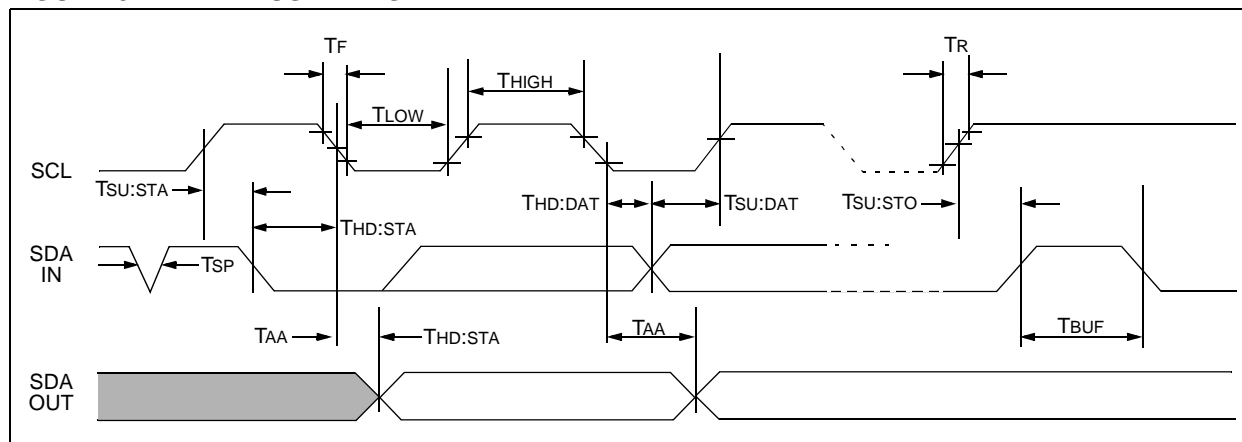 TF
TR
THIGH
TLOW
SCL
TSU:STA
THD:DAT
TSU:DAT
TSU:STO
THD:STA
SDA
IN
TSP
TAA
THD:STA
TAA
TBUF
SDA
OUT